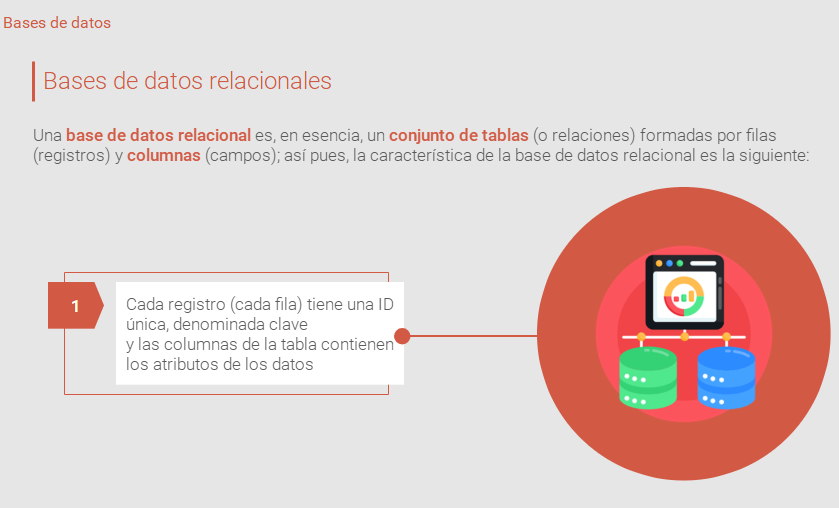 Bases de datos
Bases de datos relacionales
Una base de datos relacional es, en esencia, un conjunto de tablas (o relaciones) formadas por filas
(registros) y columnas (campos); así pues, la característica de la base de datos relacional es la siguiente:
1
Cada registro (cada fila) tiene una ID
única, denominada clave
y las columnas de la tabla contienen
los atributos de los datos